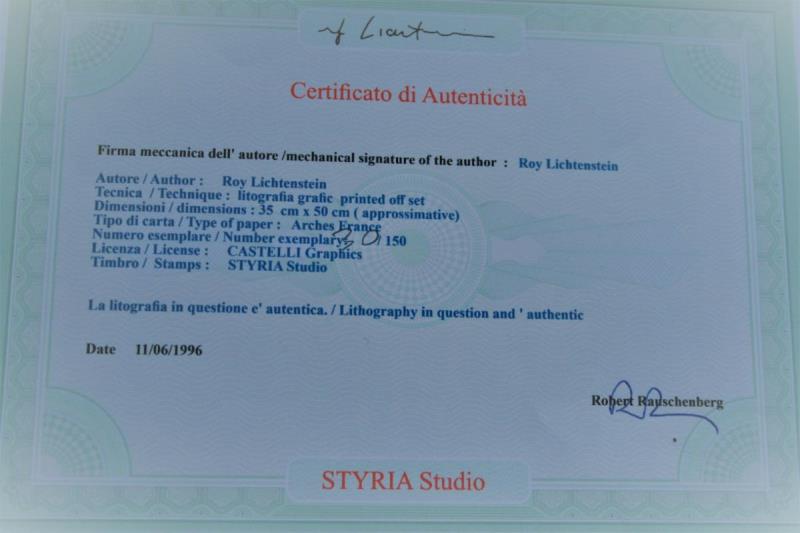 rf Lichtenstein
Certificato di Autenticità
Firma meccanica dell' autore /mechanical signature of the author : Roy Lichtenstein
Autore / Author : Roy Lichtenstein
Tecnica / Technique : litografia grafic printed off set
Dimensioni / dimensions : 35 cm x 50 cm ( approssimative)
Tipo di carta / Type of paper : Arches France
Numero esemplare / Number exemplary: 30/ 150
Licenza / License : CASTELLI Graphics
Timbro / Stamps : STYRIA Studio
La litografia in questione e' autentica. / Lithography in question and ' authentic
Date 11/06/1996
Robert Rauschenberg
STYRIA Studio